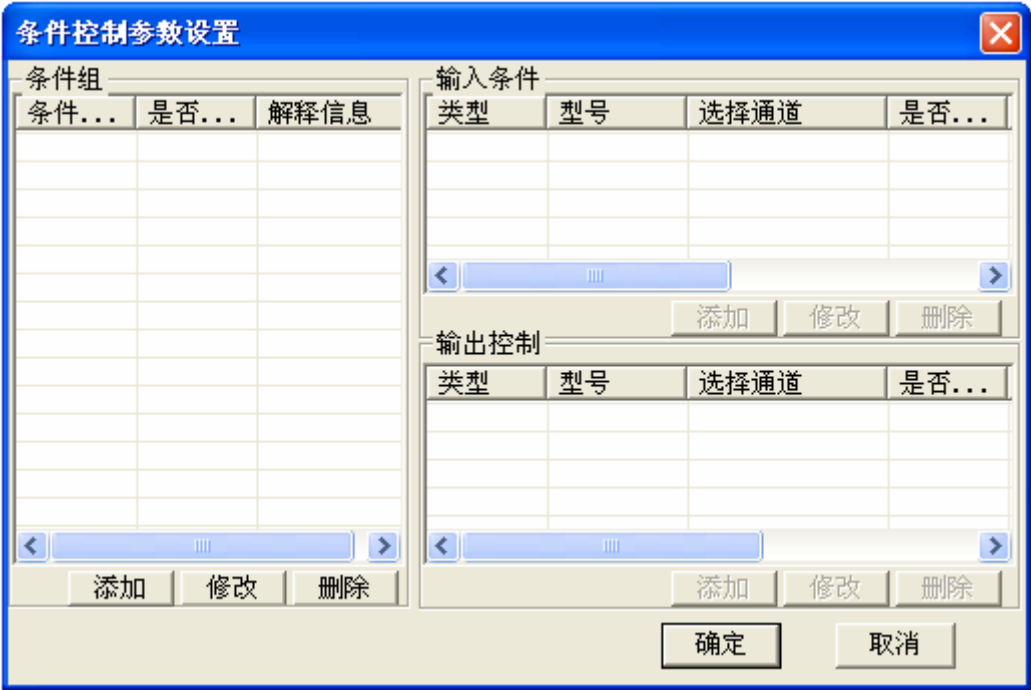 条件控制参数设置
条件组
条件... 是否... 解释信息
添加 修改 删除
输入条件
类型 型号 选择通道 是否...
添加 修改 删除
输出控制
类型 型号 选择通道 是否...
添加 修改 删除
确定 取消